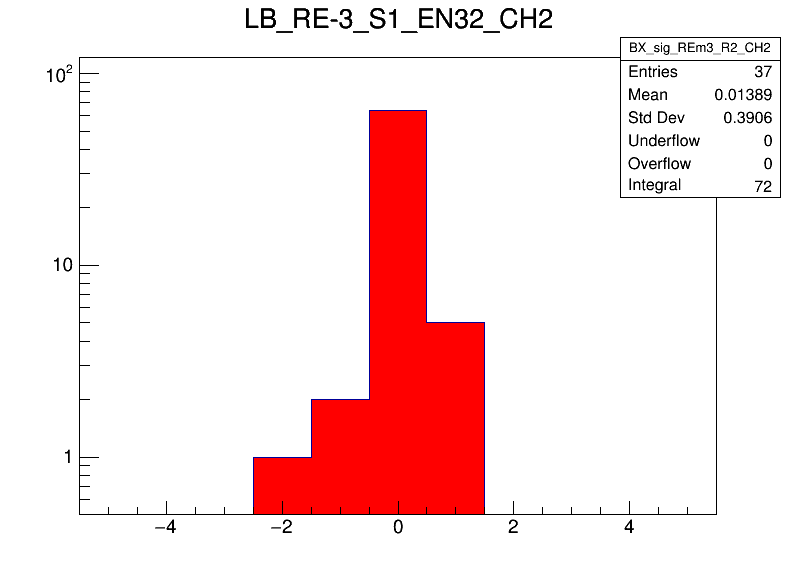 LB_RE-3_S1_EN32_CH2
BX_sig_REm3_R2_CH2
Entries 37
Mean 0.01389
Std Dev 0.3906
Underflow 0
Overflow 0
Integral 72
10²
10
1
−4 −2 0 2 4